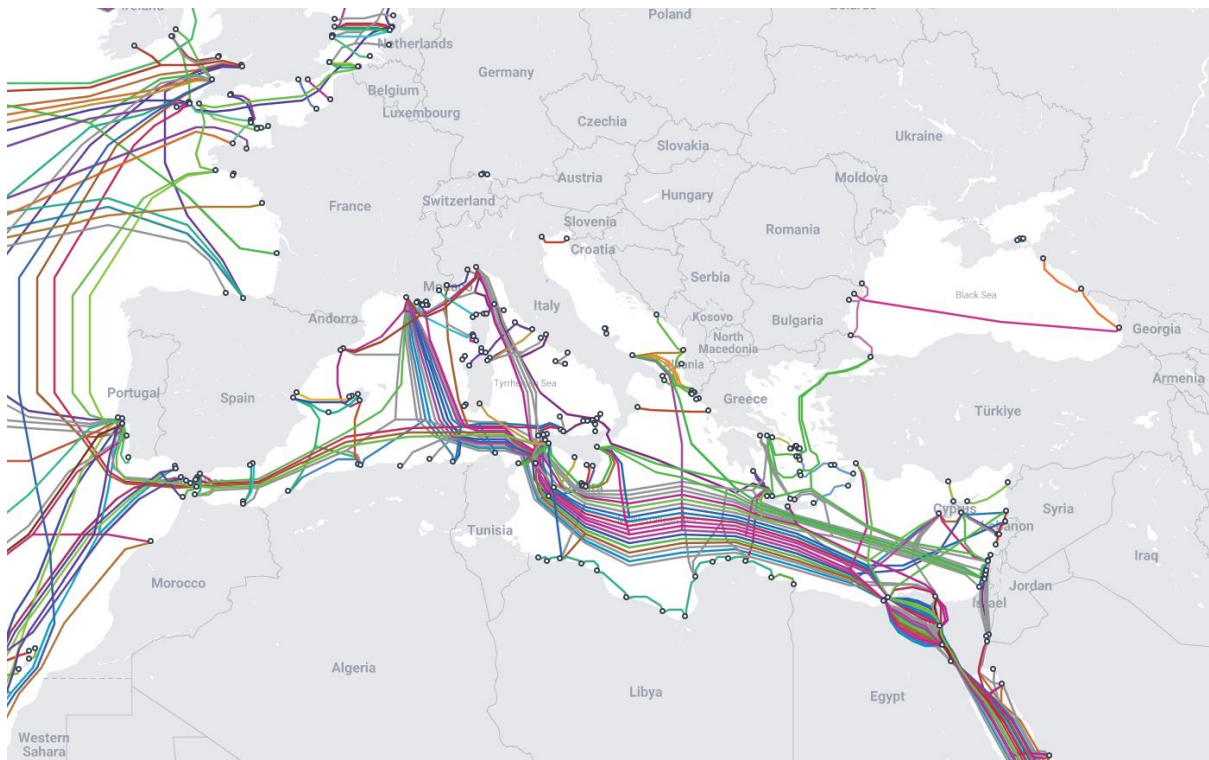 Ireland
Poland
Netherlands
Germany
Belgium
Luxembourg
Czechia
Ukraine
Slovakia
Austria
Moldova
Hungary
France
Switzerland
Slovenia
Romania
Croatia
Serbia
Black Sea
Italy
Andorra
Kosovo
Bulgaria
Georgia
North
Macedonia
Albania
Armenia
Portugal
Spain
Tyrrhenian Sea
Greece
Türkiye
Cyprus
Syria
Tunisia
Iraq
Morocco
Jordan
Israel
Algeria
Libya
Egypt
Western
Sahara